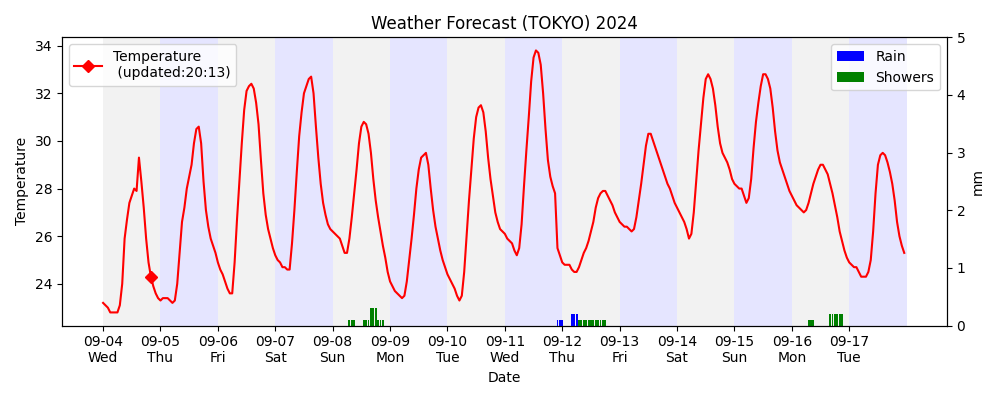 Weather Forecast (TOKYO) 2024
Temperature
(updated:20:13)
Rain
Showers
Temperature
34
32
30
28
26
24
5
4
3
2
1
0
mm
09-04 09-05 09-06 09-07 09-08 09-09 09-10 09-11 09-12 09-13 09-14 09-15 09-16 09-17
Wed Thu Fri Sat Sun Mon Tue Wed Thu Fri Sat Sun Mon Tue
Date